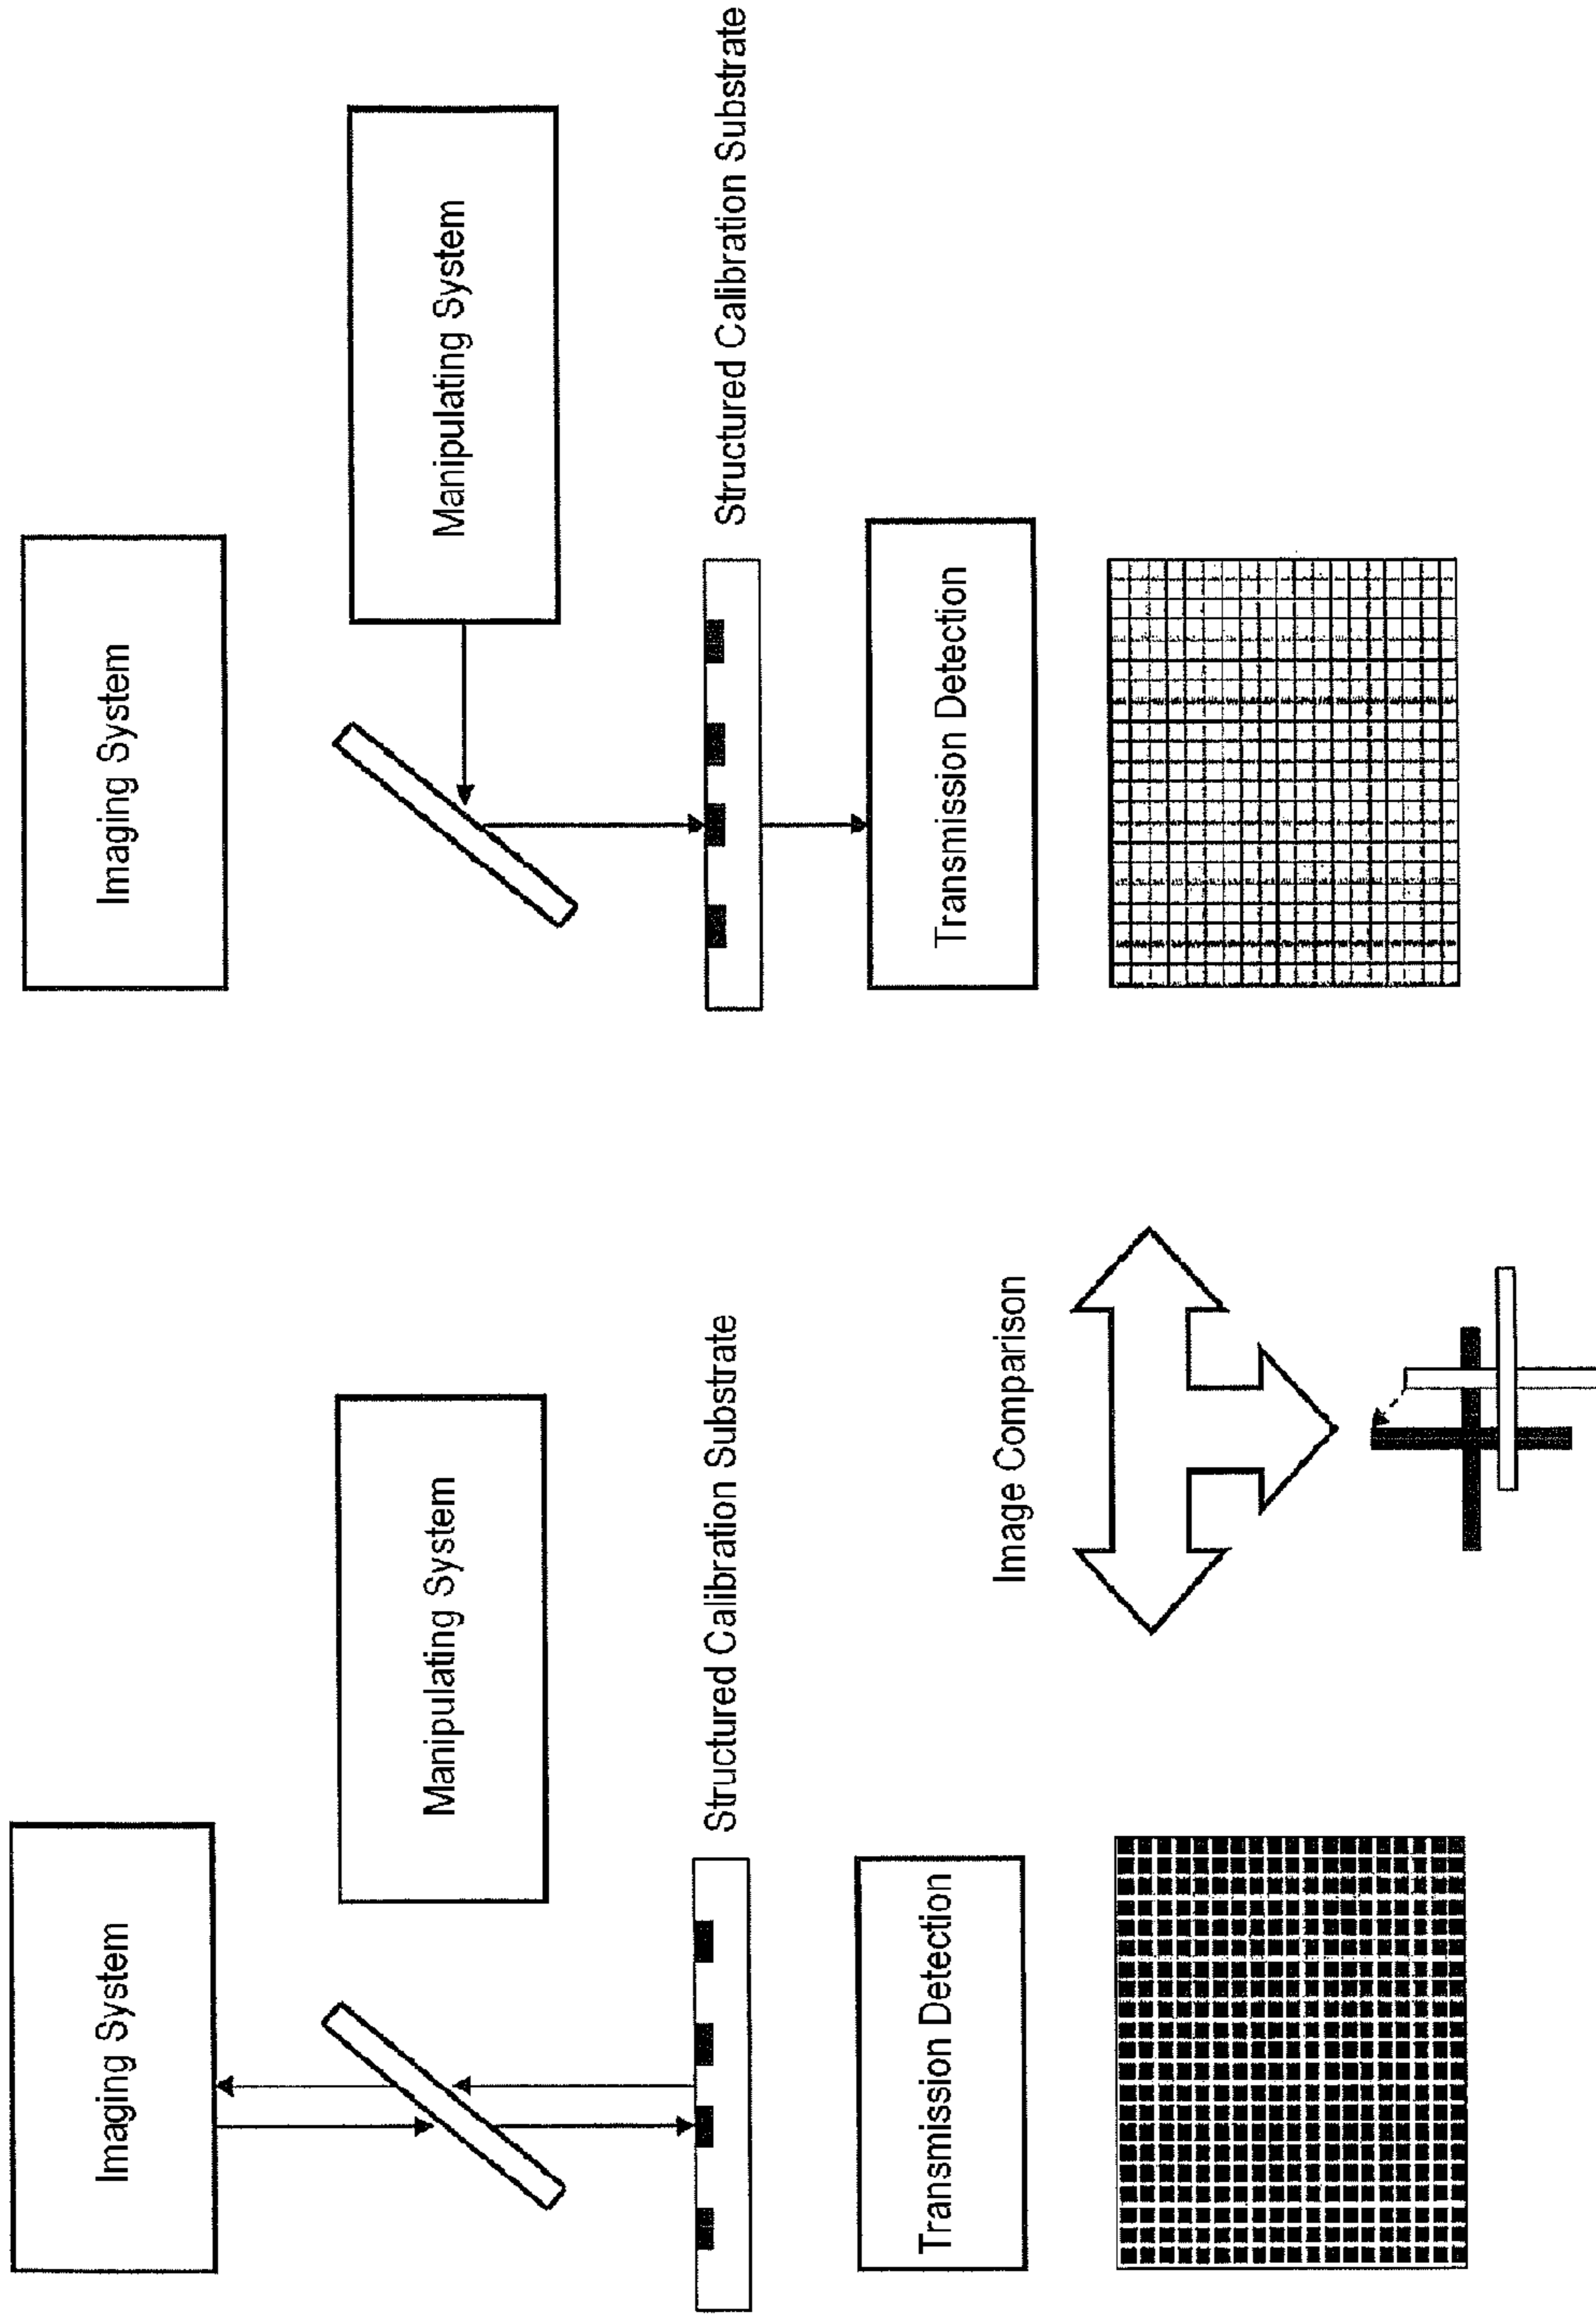 Imaging System
Manipulating System
Structured Calibration Substrate
Transmission Detection
Image Comparison
Imaging System
Manipulating System
Structured Calibration Substrate
Transmission Detection